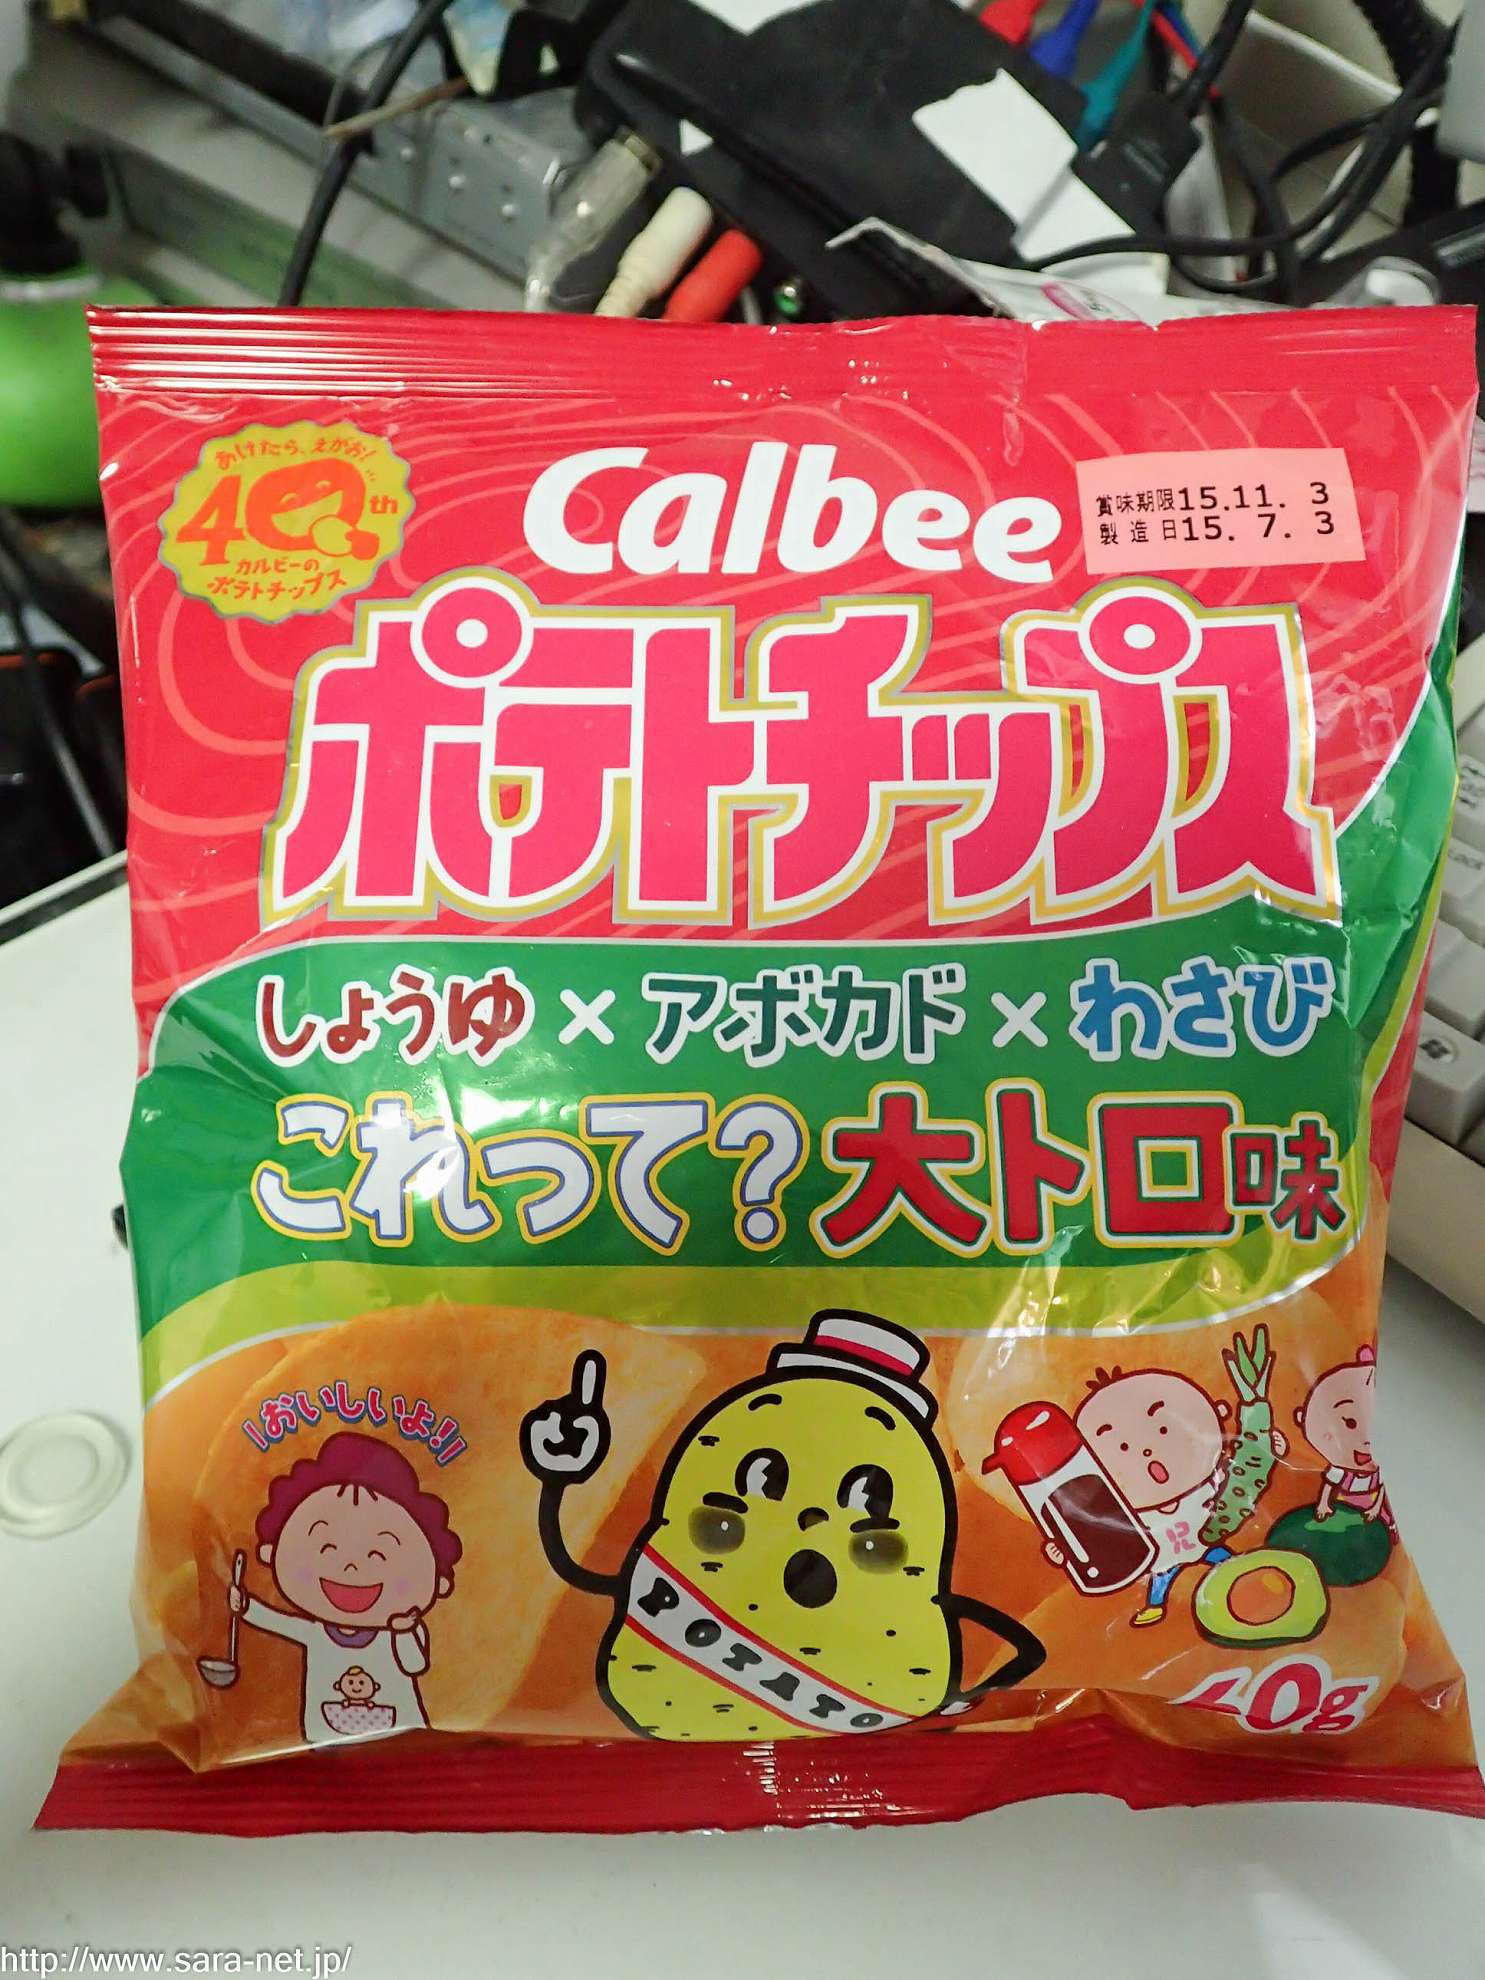 あけたら、えがお!
40th
カルビーの
ポテトチップス
Calbee
賞味期限15.11. 3
製造日15. 7. 3
ポテトチップス
しょうゆ×アボカド×わさび
これって?大トロ味
おいしいよ!
POTATO
40g
http://www.sara-net.jp/